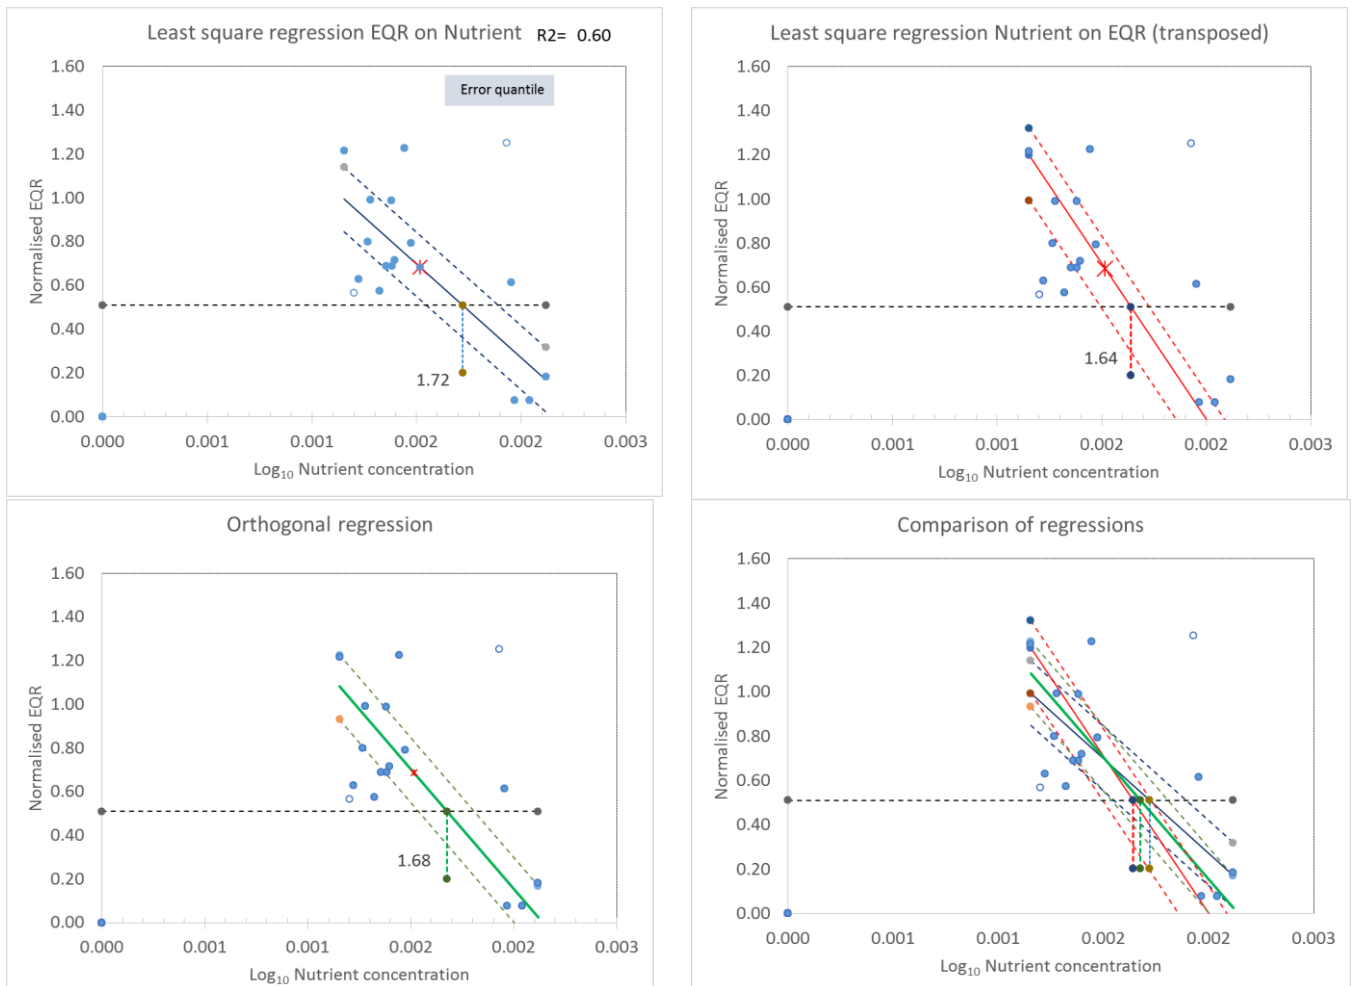 Least square regression EQR on Nutrient R2= 0.60
Error quantile
1.60
1.40
1.20
1.00
0.80
0.60
0.40
0.20
0.00
Normalised EQR
1.72
0.000 0.001 0.001 0.002 0.002 0.003
Log10 Nutrient concentration
Least square regression Nutrient on EQR (transposed)
1.60
1.40
1.20
1.00
0.80
0.60
0.40
0.20
0.00
Normalised EQR
1.64
0.000 0.001 0.001 0.002 0.002 0.003
Log10 Nutrient concentration
Orthogonal regression
1.60
1.40
1.20
1.00
0.80
0.60
0.40
0.20
0.00
Normalised EQR
1.68
0.000 0.001 0.001 0.002 0.002 0.003
Log10 Nutrient concentration
Comparison of regressions
1.60
1.40
1.20
1.00
0.80
0.60
0.40
0.20
0.00
Normalised EQR
0.000 0.001 0.001 0.002 0.002 0.003
Log10 Nutrient concentration